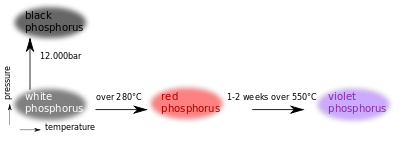 black
phosphorus
12.000bar
pressure
white
phosphorus
over 280°C
red
phosphorus
1-2 weeks over 550°C
violet
phosphorus
temperature